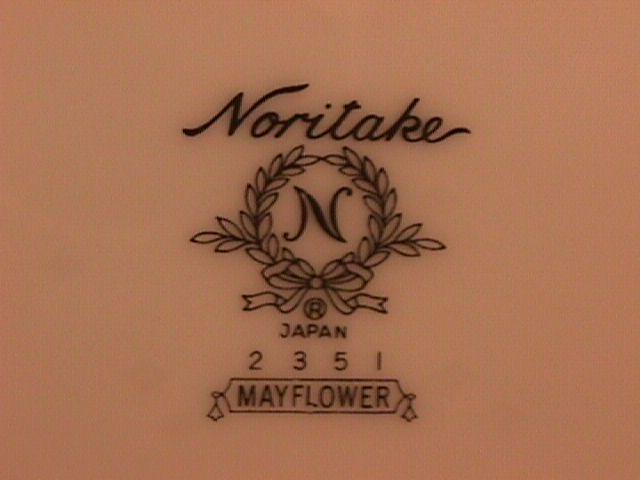 Noritake
N
®
JAPAN
2 3 5 1
MAYFLOWER